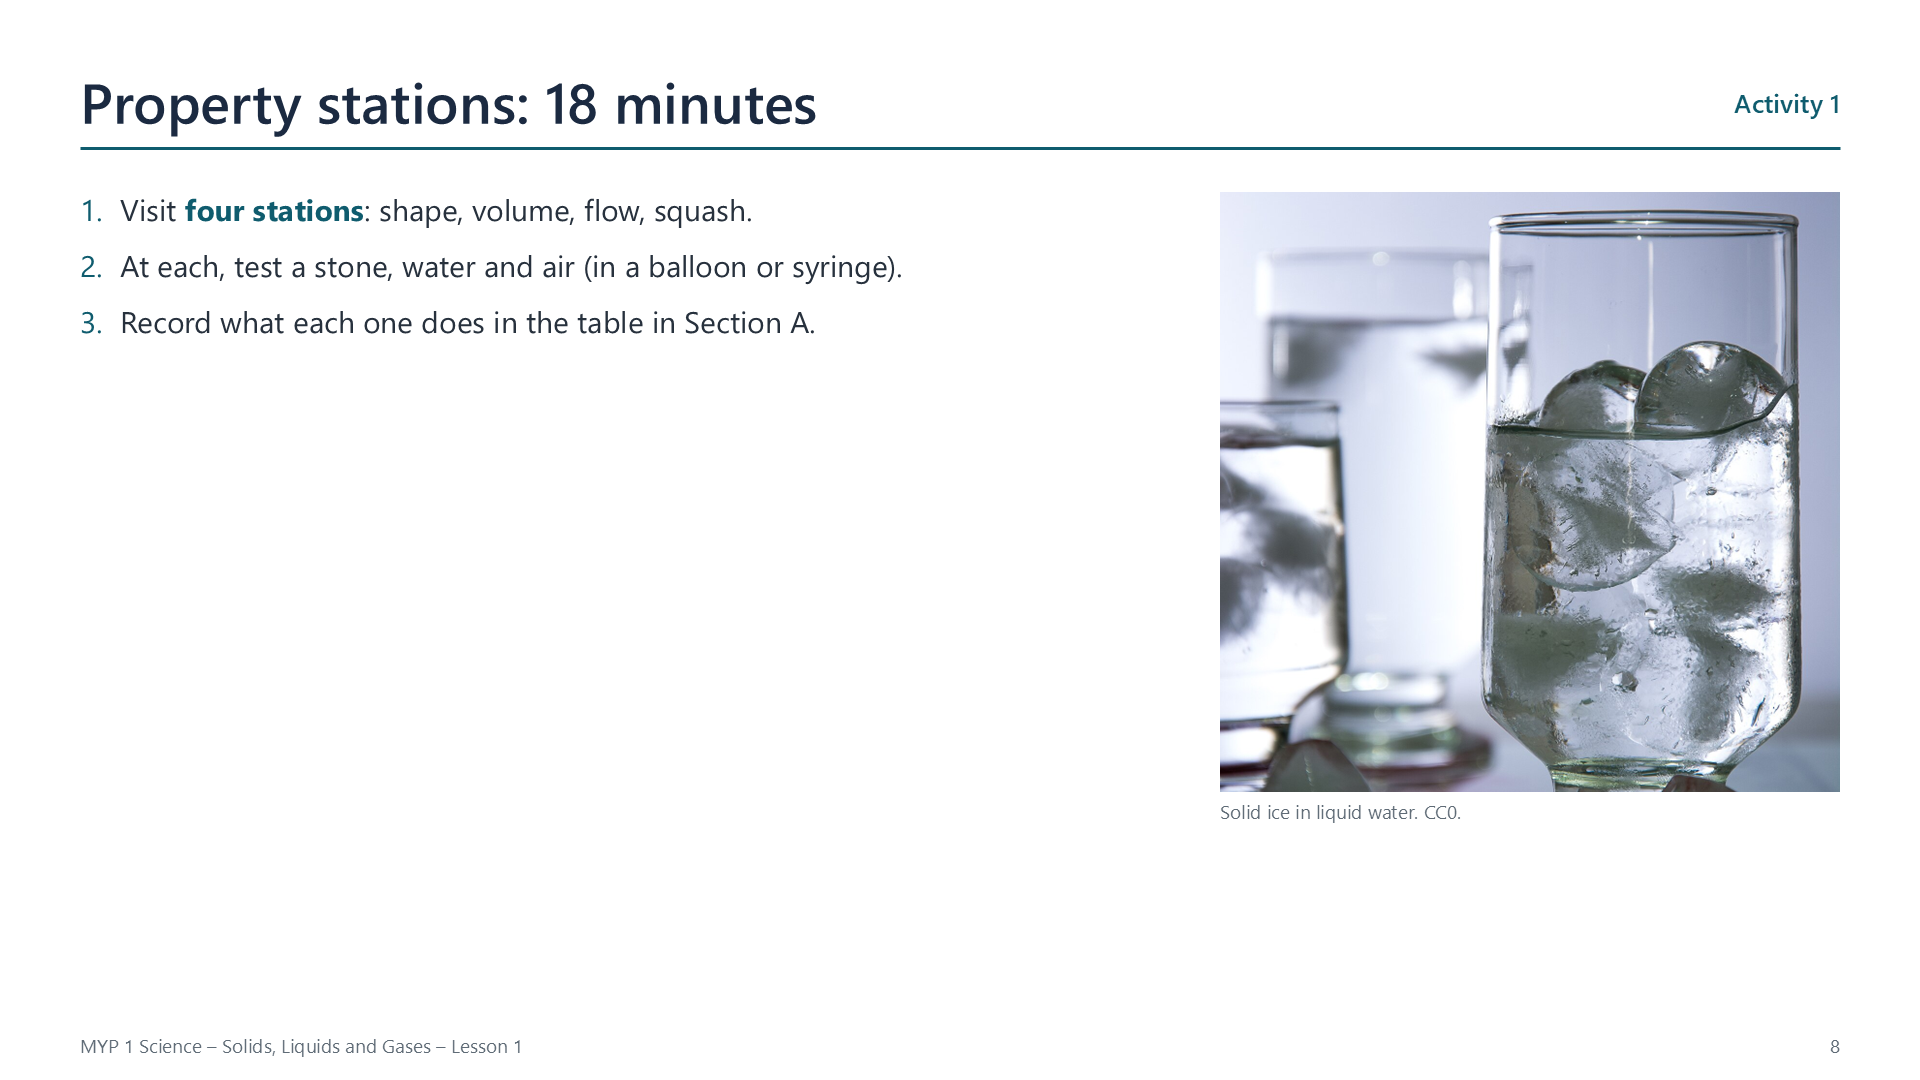 Property stations: 18 minutes
Activity 1
1. Visit four stations: shape, volume, flow, squash.
2. At each, test a stone, water and air (in a balloon or syringe).
3. Record what each one does in the table in Section A.
Solid ice in liquid water. CC0.
MYP 1 Science – Solids, Liquids and Gases – Lesson 1
8